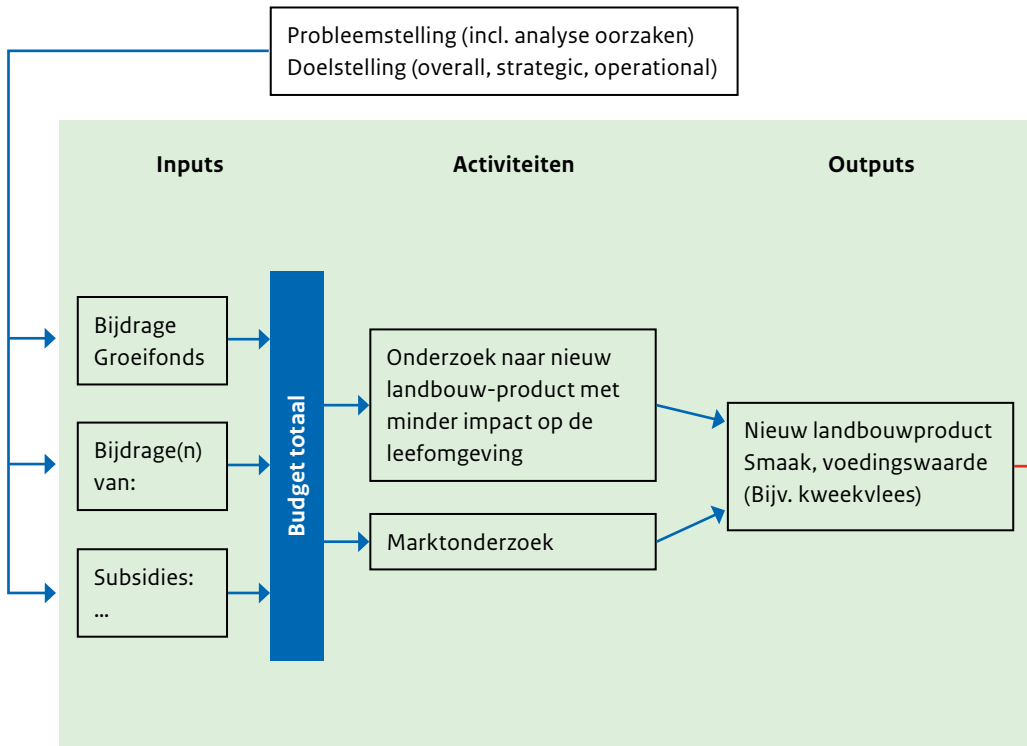 Probleemstelling (incl. analyse oorzaken)
Doelstelling (overall, strategic, operational)
Inputs
Activiteiten
Outputs
Bijdrage
Groeifonds
Bijdrage(n)
van:
Subsidies:
...
Budget totaal
Onderzoek naar nieuw
landbouw-product met
minder impact op de
leefomgeving
Marktonderzoek
Nieuw landbouwproduct
Smaak, voedingswaarde
(Bijv. kweekvlees)